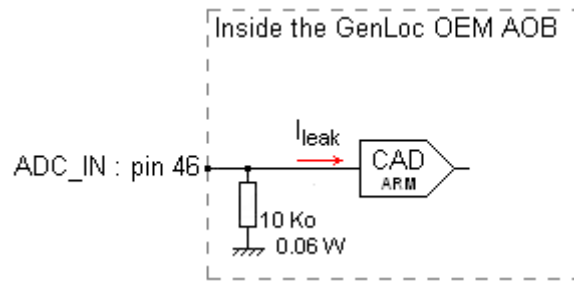 Inside the GenLoc OEM AOB
Ileak
ADC_IN : pin 46
CAD
ARM
10 Ko
0.06 W